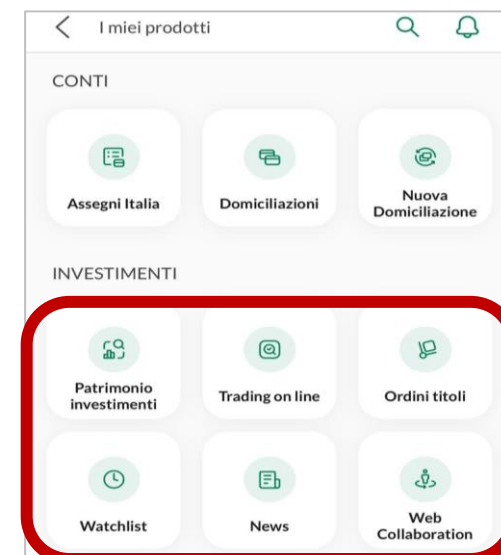 I miei prodotti
CONTI
Assegni Italia
Domiciliazioni
Nuova
Domiciliazione
INVESTIMENTI
Patrimonio
investimenti
Trading on line
Ordini titoli
Watchlist
News
Web
Collaboration